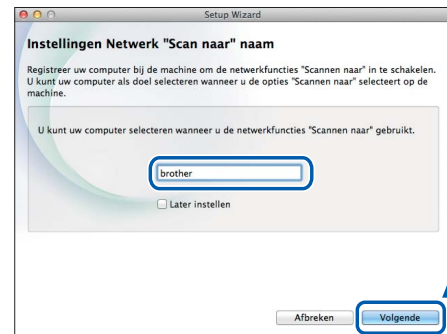 Setup Wizard
Instellingen Netwerk "Scan naar" naam
Registreer uw computer bij de machine om de netwerkfuncties "Scannen naar" in te schakelen.
U kunt uw computer als doel selecteren wanneer u de opties "Scannen naar" selecteert op de
machine.
U kunt uw computer selecteren wanneer u de netwerkfuncties "Scannen naar" gebruikt.
brother
Later instellen
Afbreken
Volgende